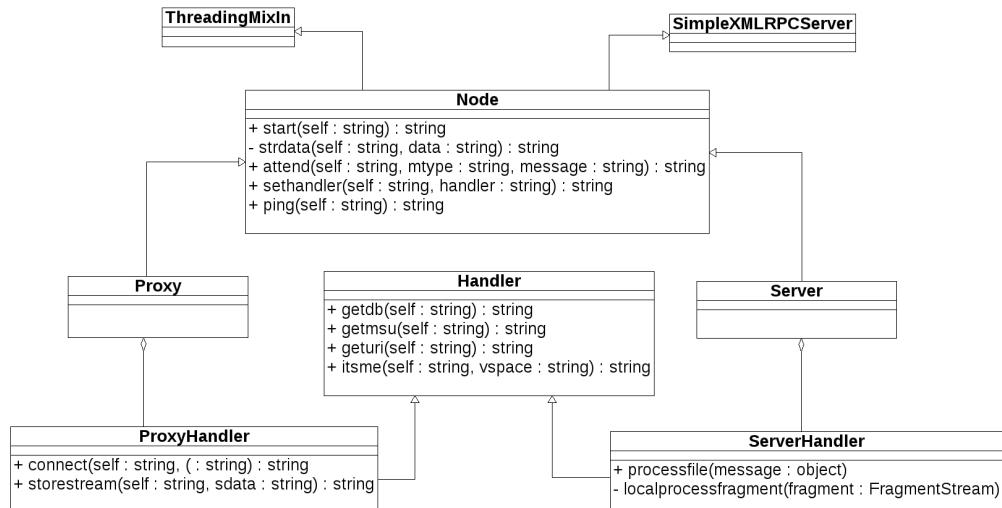 ThreadingMixIn
SimpleXMLRPCServer
Node
+ start(self : string) : string
- strdata(self : string, data : string) : string
+ attend(self : string, mtype : string, message : string) : string
+ sethandler(self : string, handler : string) : string
+ ping(self : string) : string
Proxy
Handler
+ getdb(self : string) : string
+ getmsu(self : string) : string
+ geturi(self : string) : string
+ itsme(self : string, vspace : string) : string
Server
ProxyHandler
+ connect(self : string, ( : string) : string
+ storestream(self : string, sdata : string) : string
ServerHandler
+ processfile(message : object)
- localprocessfragment(fragment : FragmentStream)